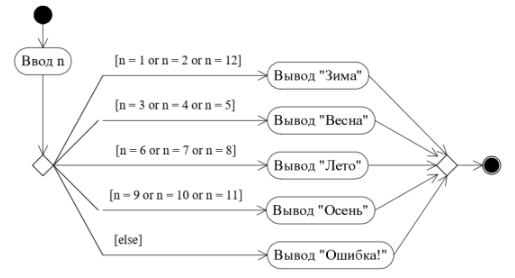 Ввод n
[n = 1 or n = 2 or n = 12]
Вывод "Зима"
[n = 3 or n = 4 or n = 5]
Вывод "Весна"
[n = 6 or n = 7 or n = 8]
Вывод "Лето"
[n = 9 or n = 10 or n = 11]
Вывод "Осень"
[else]
Вывод "Ошибка!"